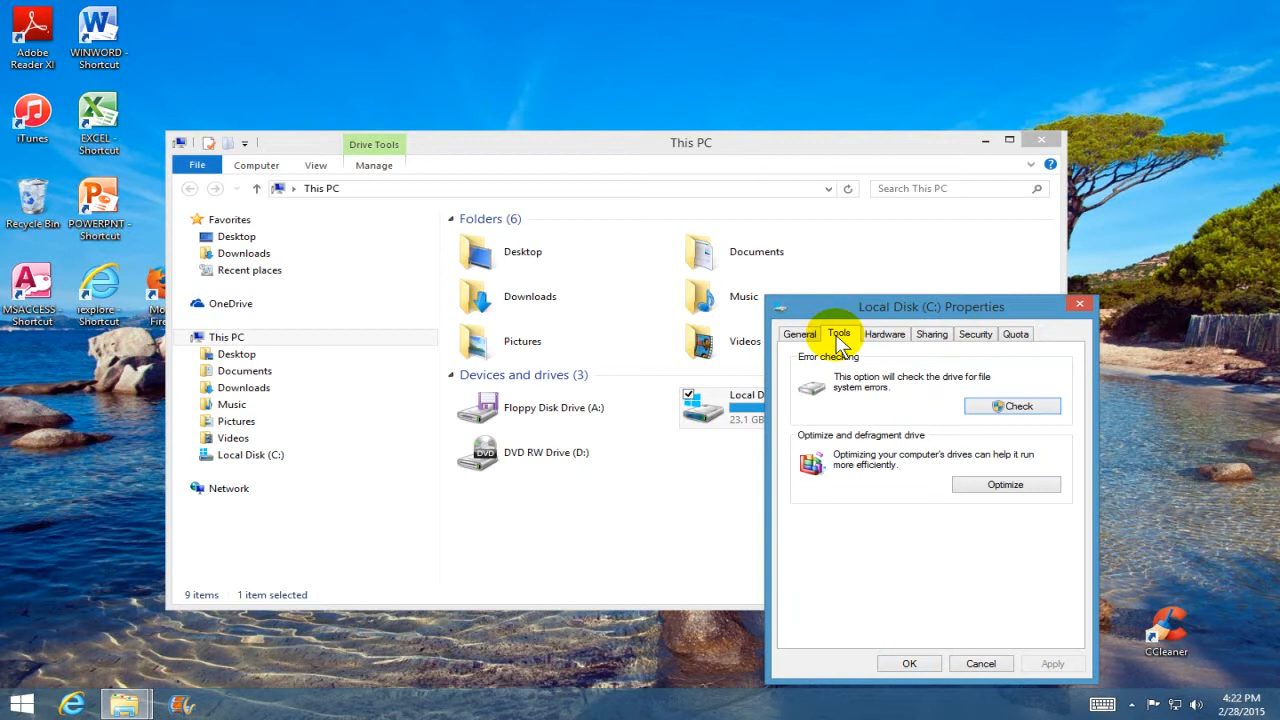 Adobe
Reader XI
WINWORD -
Shortcut
iTunes
EXCEL -
Shortcut
Recycle Bin
POWERPNT -
Shortcut
MSACCESS
Shortcut
iexplore -
Shortcut
Drive Tools
This PC
File
Computer
View
Manage
This PC
Search This PC
Favorites
Desktop
Downloads
Recent places
OneDrive
This PC
Desktop
Documents
Downloads
Music
Pictures
Videos
Local Disk (C:)
Network
Folders (6)
Desktop
Documents
Downloads
Music
Pictures
Videos
Devices and drives (3)
Floppy Disk Drive (A:)
Local D
23.1 GB
DVD
DVD RW Drive (D:)
9 items
1 item selected
Local Disk (C:) Properties
General
Tools
Hardware
Sharing
Security
Quota
Error checking
This option will check the drive for file
system errors.
Check
Optimize and defragment drive
Optimizing your computer's drives can help it run
more efficiently.
Optimize
OK
Cancel
Apply
CCleaner
4:22 PM
2/28/2015